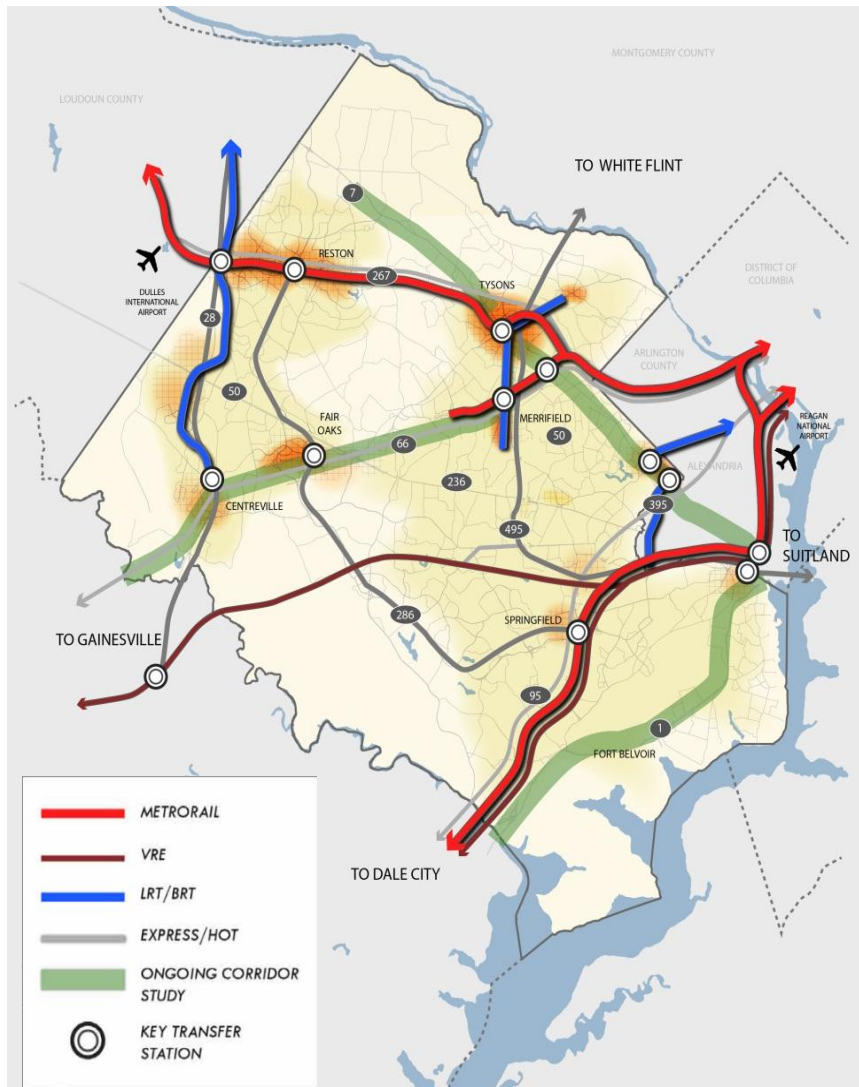 MONTGOMERY COUNTY
LOUDOUN COUNTY
TO WHITE FLINT
7
RESTON
267
TYSONS
DISTRICT OF
COLUMBIA
DULLES
INTERNATIONAL
AIRPORT
28
50
ARLINGTON
COUNTY
FAIR
OAKS
66
MERRIFIELD
50
REAGAN
NATIONAL
AIRPORT
236
ALEXANDRIA
CENTREVILLE
395
495
TO
SUITLAND
286
SPRINGFIELD
TO GAINESVILLE
95
1
FORT BELVOIR
TO DALE CITY
METRORAIL
VRE
LRT/BRT
EXPRESS/HOT
ONGOING CORRIDOR
STUDY
KEY TRANSFER
STATION